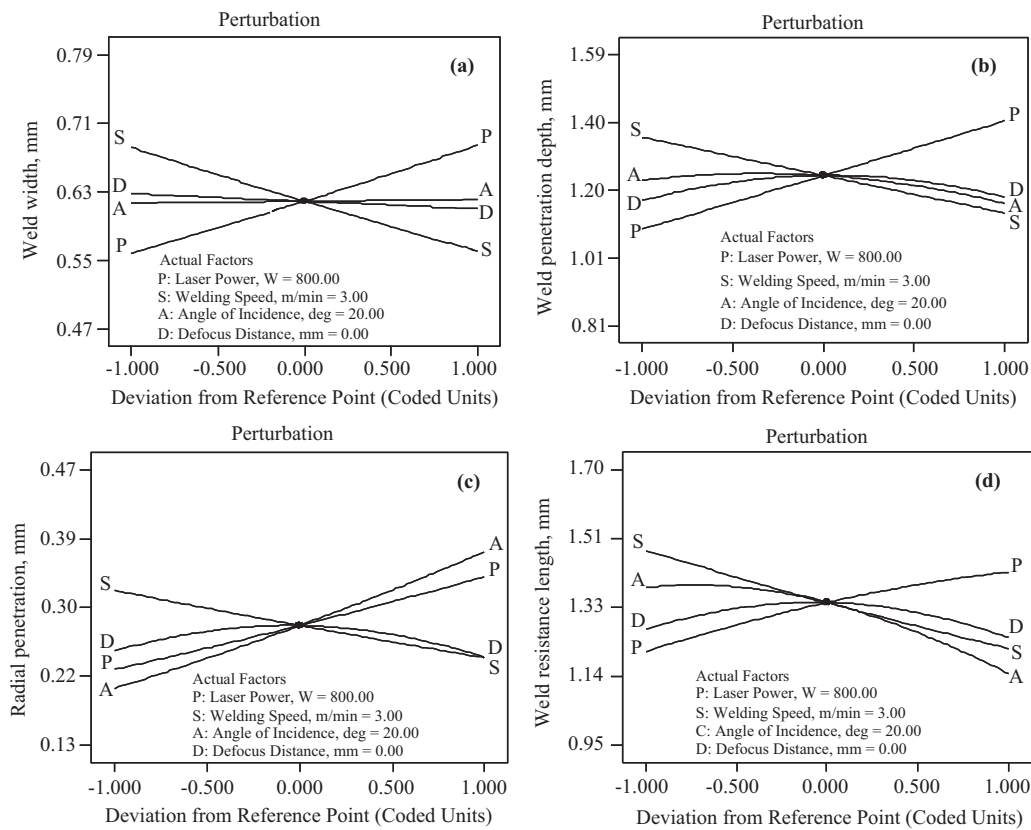 Perturbation
(a)
Weld width, mm
0.79
0.71
0.63
0.55
0.47
S
D
A
P
P
A
D
S
Actual Factors
P: Laser Power, W = 800.00
S: Welding Speed, m/min = 3.00
A: Angle of Incidence, deg = 20.00
D: Defocus Distance, mm = 0.00
-1.000 -0.500 0.000 0.500 1.000
Deviation from Reference Point (Coded Units)
Perturbation
(b)
Weld penetration depth, mm
1.59
1.40
1.20
1.01
0.81
S
A
D
P
P
D
A
S
Actual Factors
P: Laser Power, W = 800.00
S: Welding Speed, m/min = 3.00
A: Angle of Incidence, deg = 20.00
D: Defocus Distance, mm = 0.00
-1.000 -0.500 0.000 0.500 1.000
Deviation from Reference Point (Coded Units)
Perturbation
(c)
Radial penetration, mm
0.47
0.39
0.30
0.22
0.13
S
D
P
A
A
P
D
S
Actual Factors
P: Laser Power, W = 800.00
S: Welding Speed, m/min = 3.00
A: Angle of Incidence, deg = 20.00
D: Defocus Distance, mm = 0.00
-1.000 -0.500 0.000 0.500 1.000
Deviation from Reference Point (Coded Units)
Perturbation
(d)
Weld resistance length, mm
1.70
1.51
1.33
1.14
0.95
S
A
D
P
P
D
S
A
Actual Factors
P: Laser Power, W = 800.00
S: Welding Speed, m/min = 3.00
C: Angle of Incidence, deg = 20.00
D: Defocus Distance, mm = 0.00
-1.000 -0.500 0.000 0.500 1.000
Deviation from Reference Point (Coded Units)